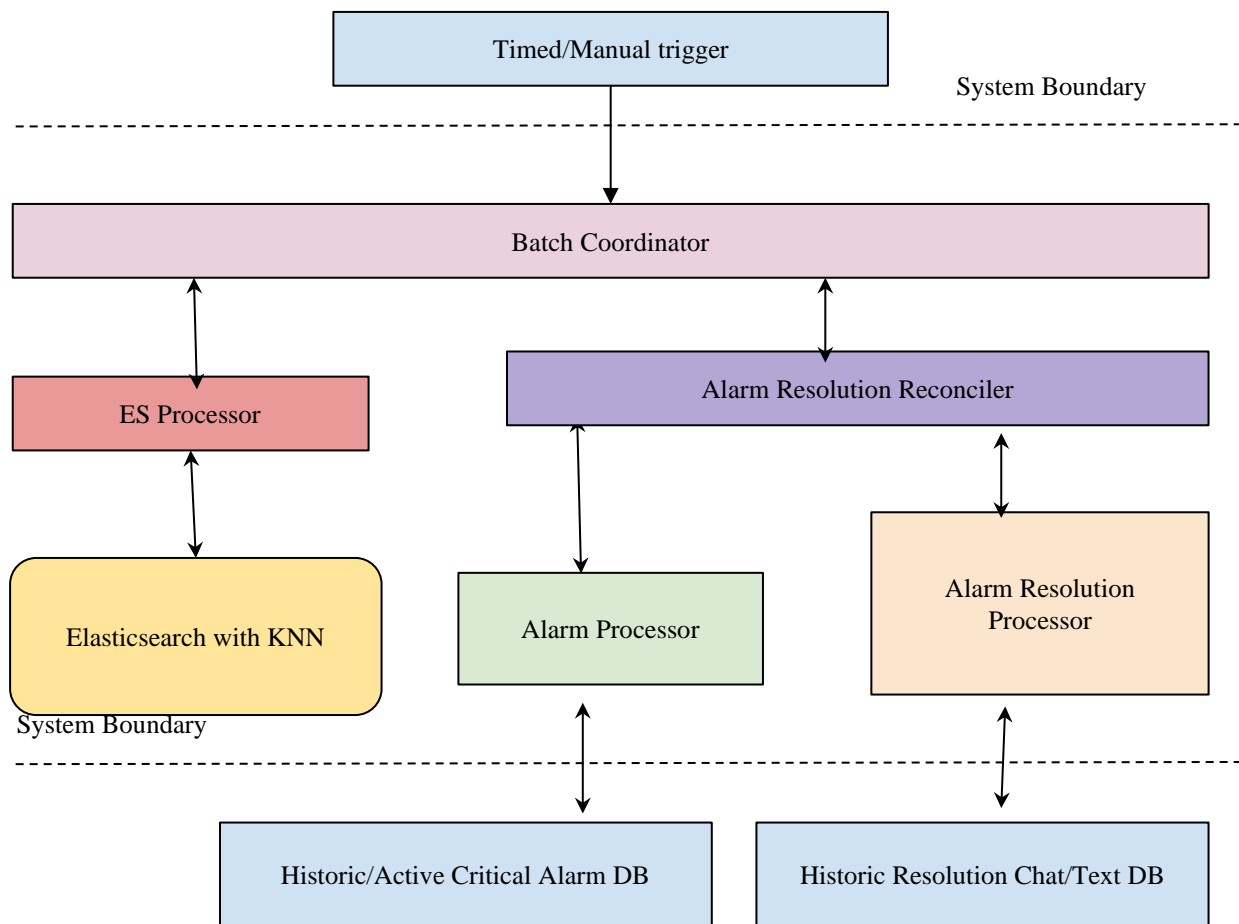 Timed/Manual trigger
System Boundary
Batch Coordinator
Alarm Resolution Reconciler
ES Processor
Alarm Resolution
Processor
Alarm Processor
Elasticsearch with KNN
System Boundary
Historic/Active Critical Alarm DB
Historic Resolution Chat/Text DB